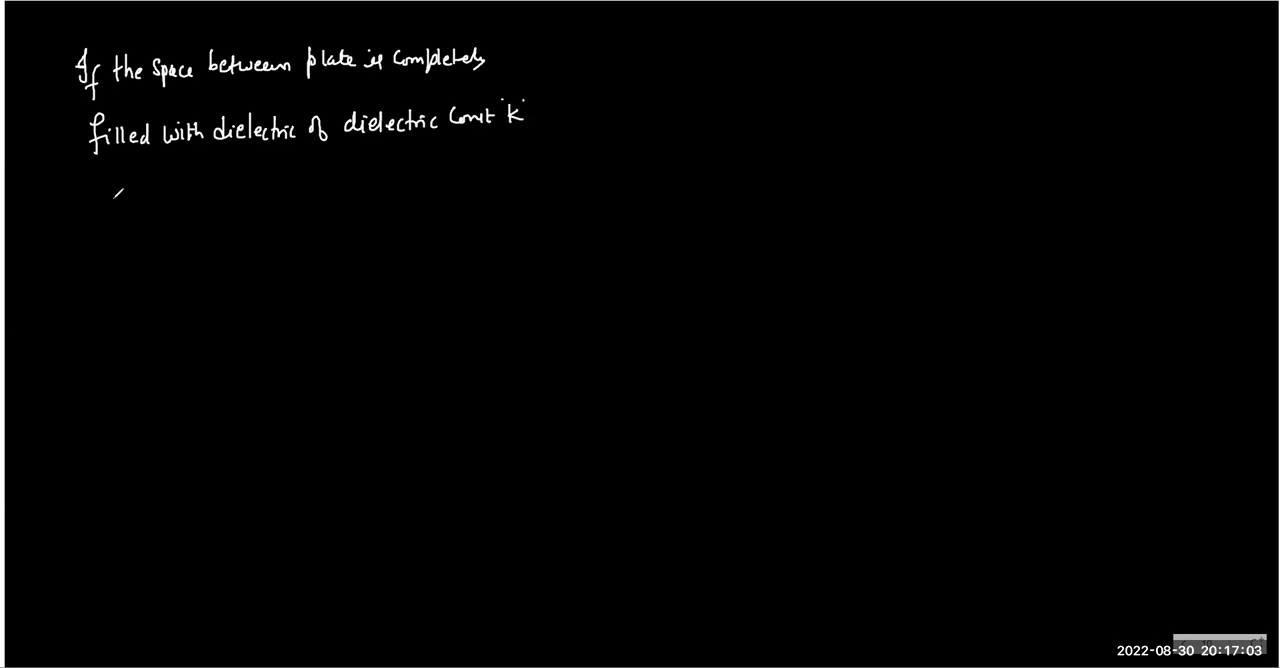 If the space between plate is completely
filled with dielectric of dielectric const 'K'
2022-08-30 20:17:03